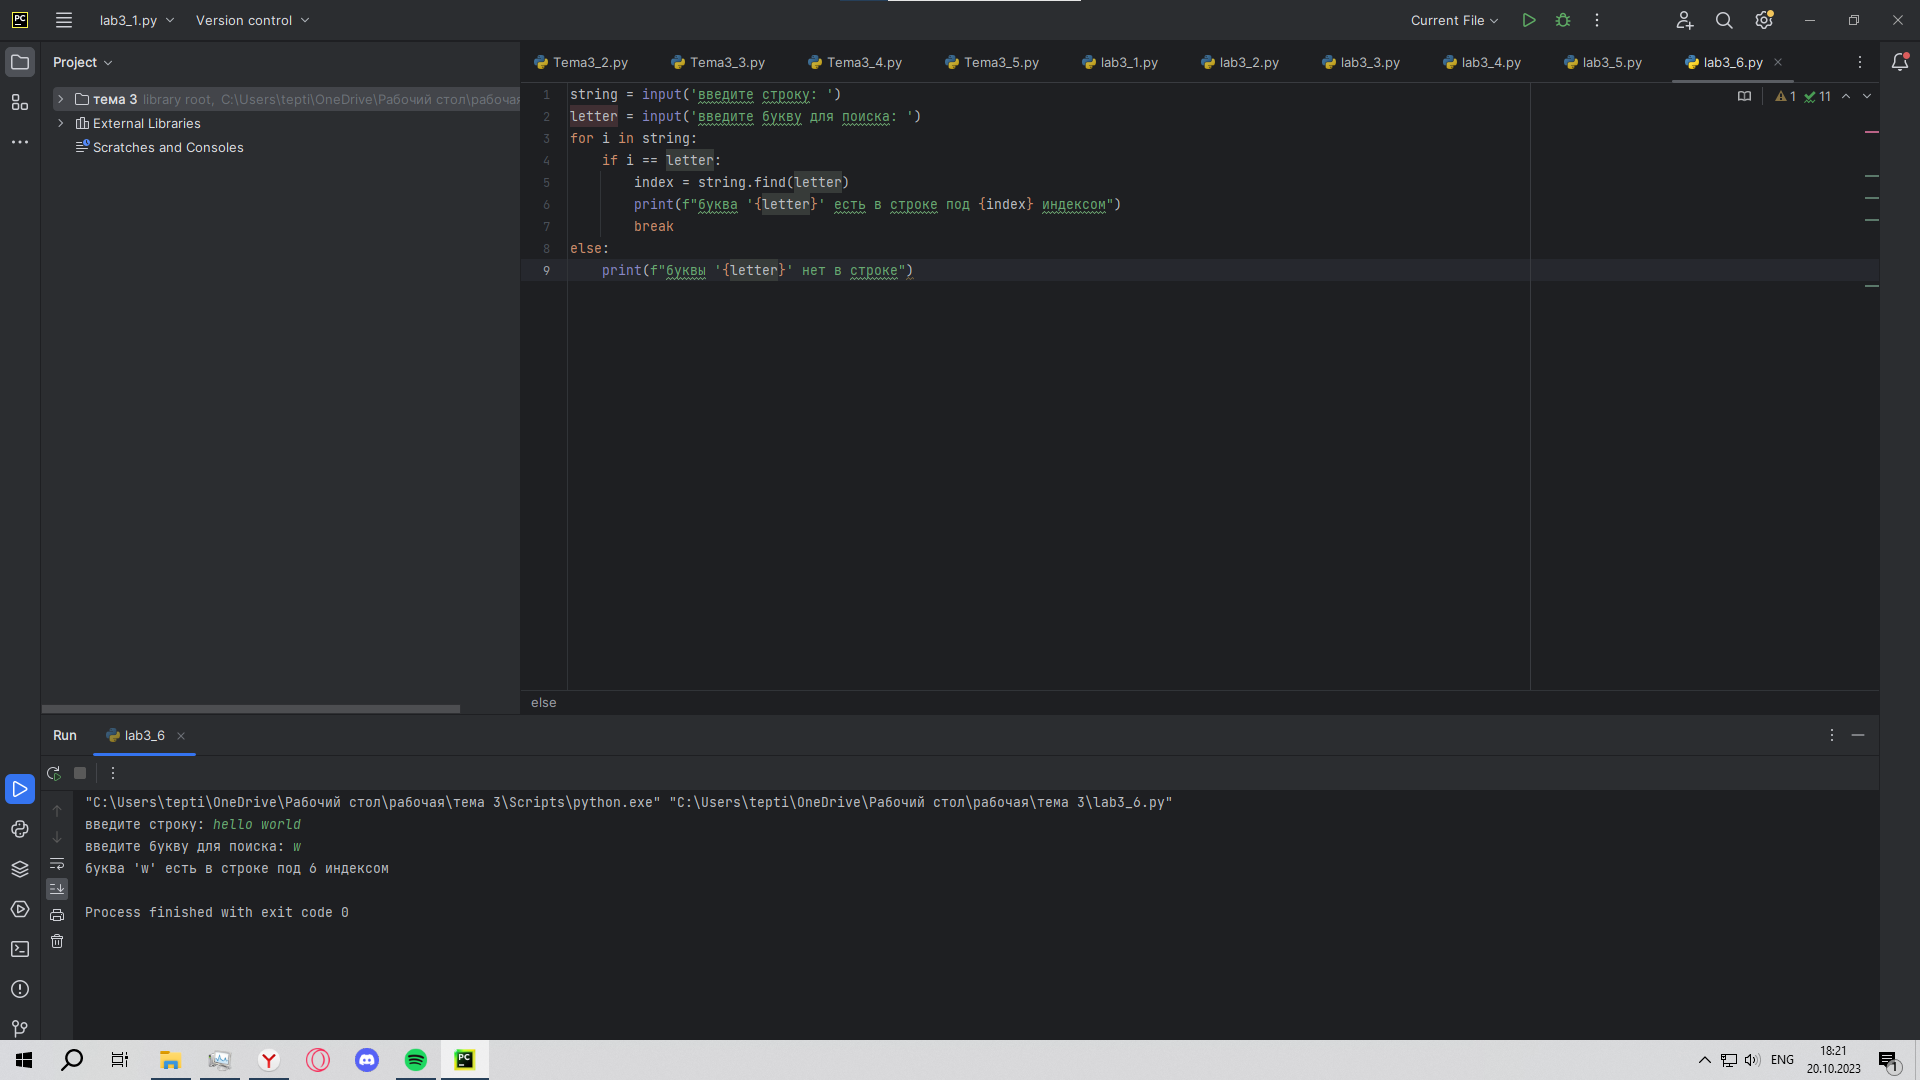 PC lab3_1.py Version control Current File
Project
тема 3 library root, C:\Users\tepti\OneDrive\Рабочий стол\рабочая
External Libraries
Scratches and Consoles
Tema3_2.py Tema3_3.py Tema3_4.py Tema3_5.py lab3_1.py lab3_2.py lab3_3.py lab3_4.py lab3_5.py lab3_6.py
1 11
1 string = input('введите строку: ')
2 letter = input('введите букву для поиска: ')
3 for i in string:
4 if i == letter:
5 index = string.find(letter)
6 print(f"буква '{letter}' есть в строке под {index} индексом")
7 break
8 else:
9 print(f"буквы '{letter}' нет в строке")
else
Run lab3_6
"C:\Users\tepti\OneDrive\Рабочий стол\рабочая\тема 3\Scripts\python.exe" "C:\Users\tepti\OneDrive\Рабочий стол\рабочая\тема 3\lab3_6.py"
введите строку: hello world
введите букву для поиска: w
буква 'w' есть в строке под 6 индексом
Process finished with exit code 0
PC ENG 18:21
20.10.2023
1